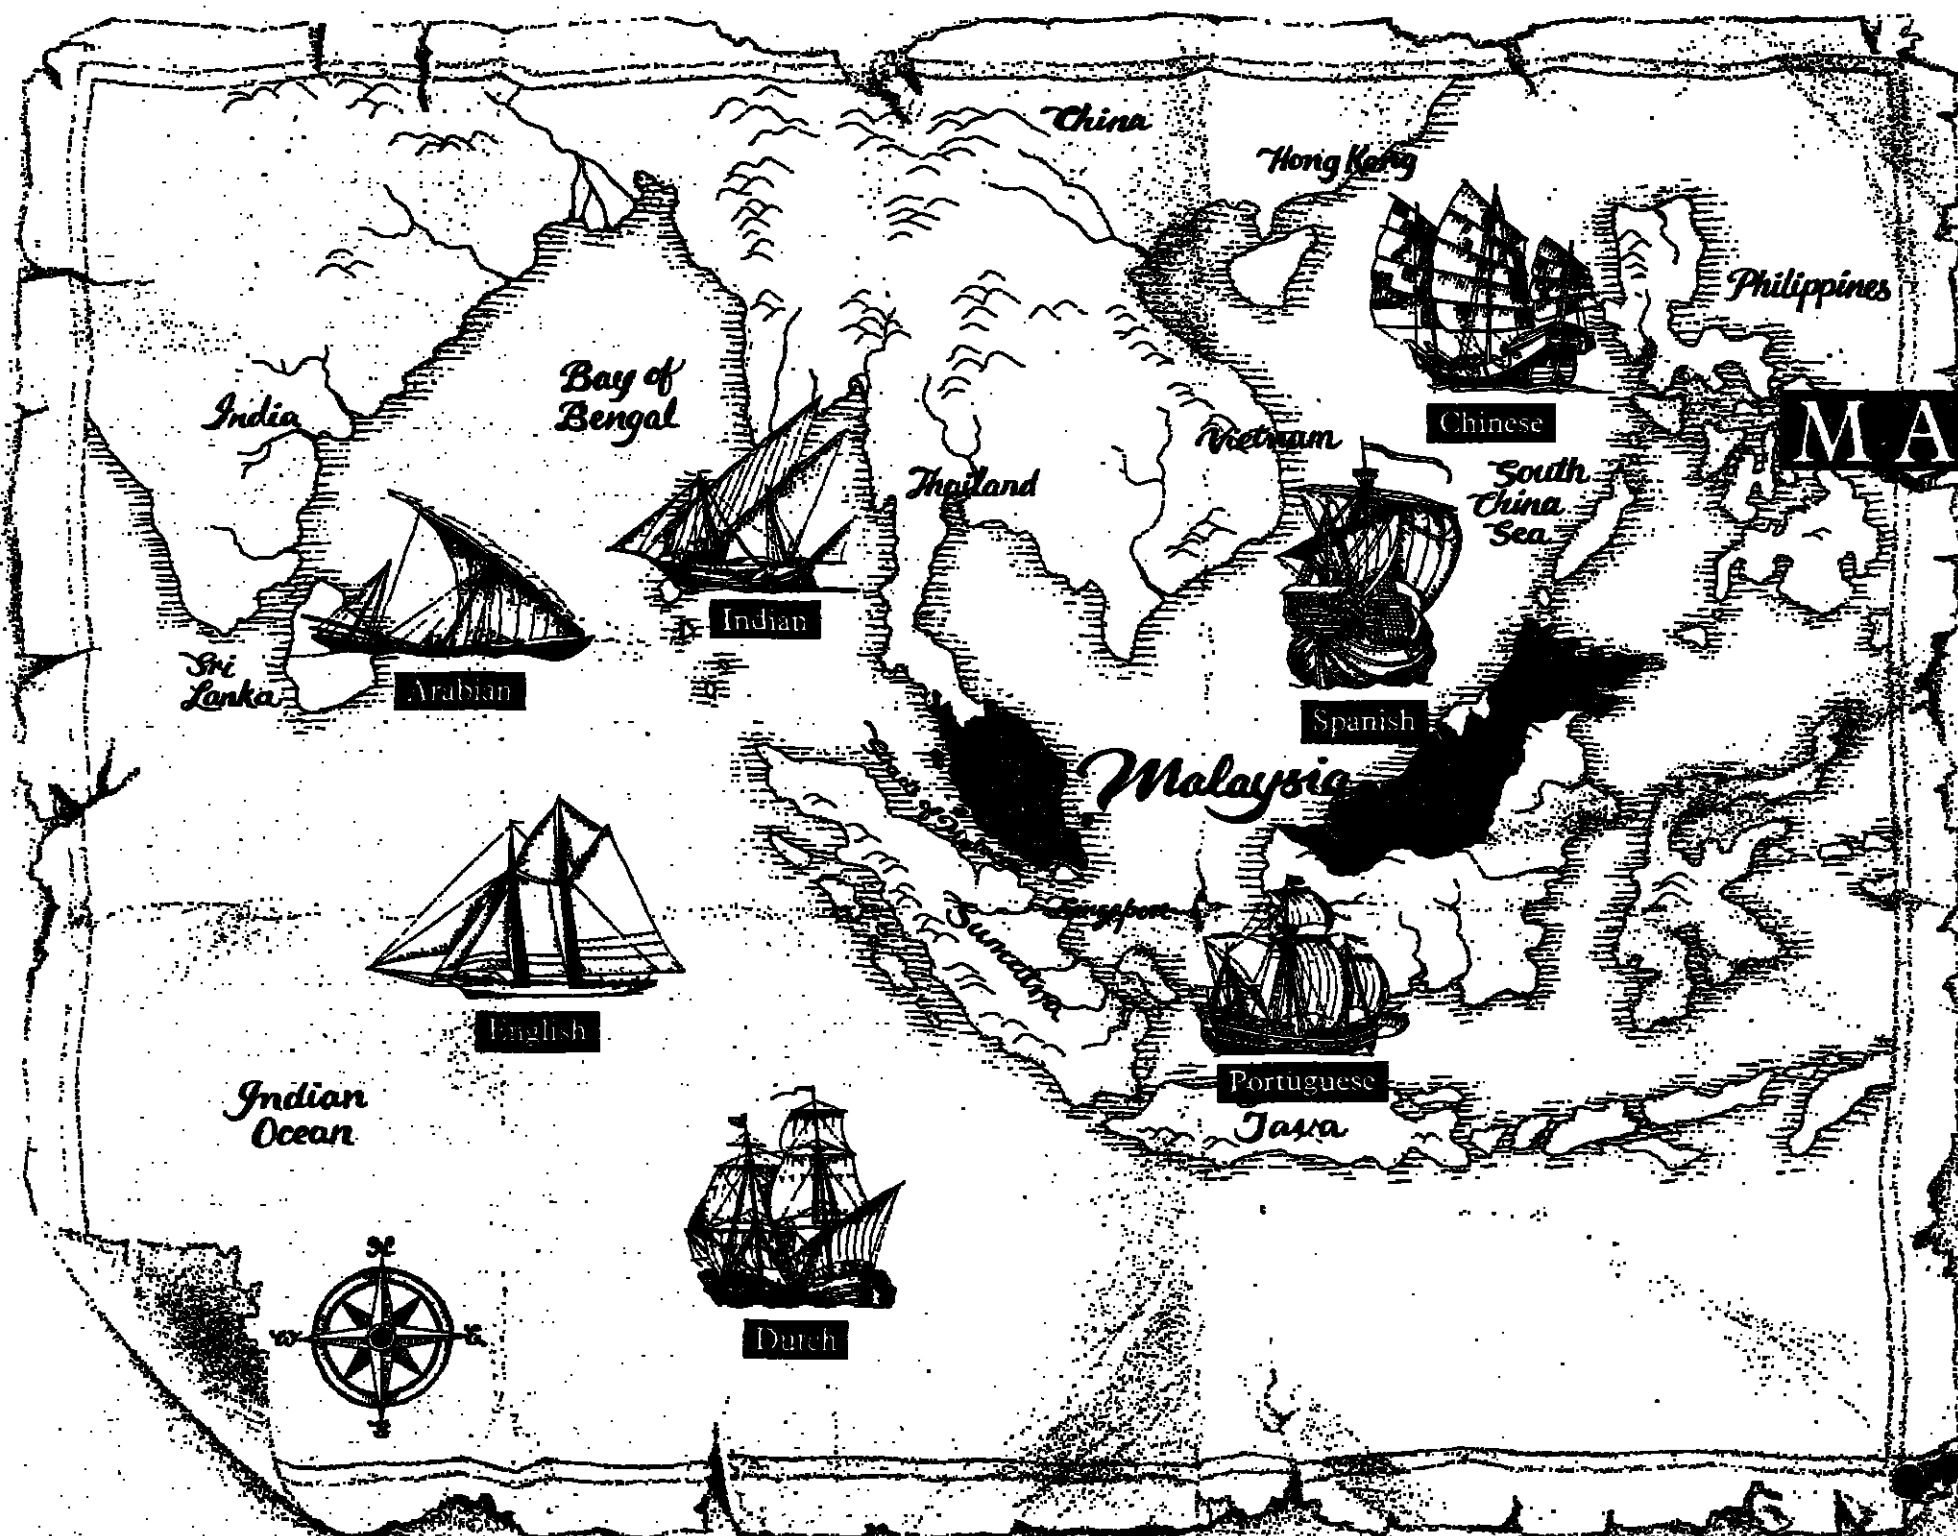 China
Hong Kong
Philippines
Bay of
Bengal
India
Chinese
M A
Vietnam
South
China
Sea
Thailand
Indian
Sri
Lanka
Arabian
Spanish
Malaysia
Singapore
Sumatra
English
Portuguese
Java
Indian
Ocean
Dutch
N
W
E
S